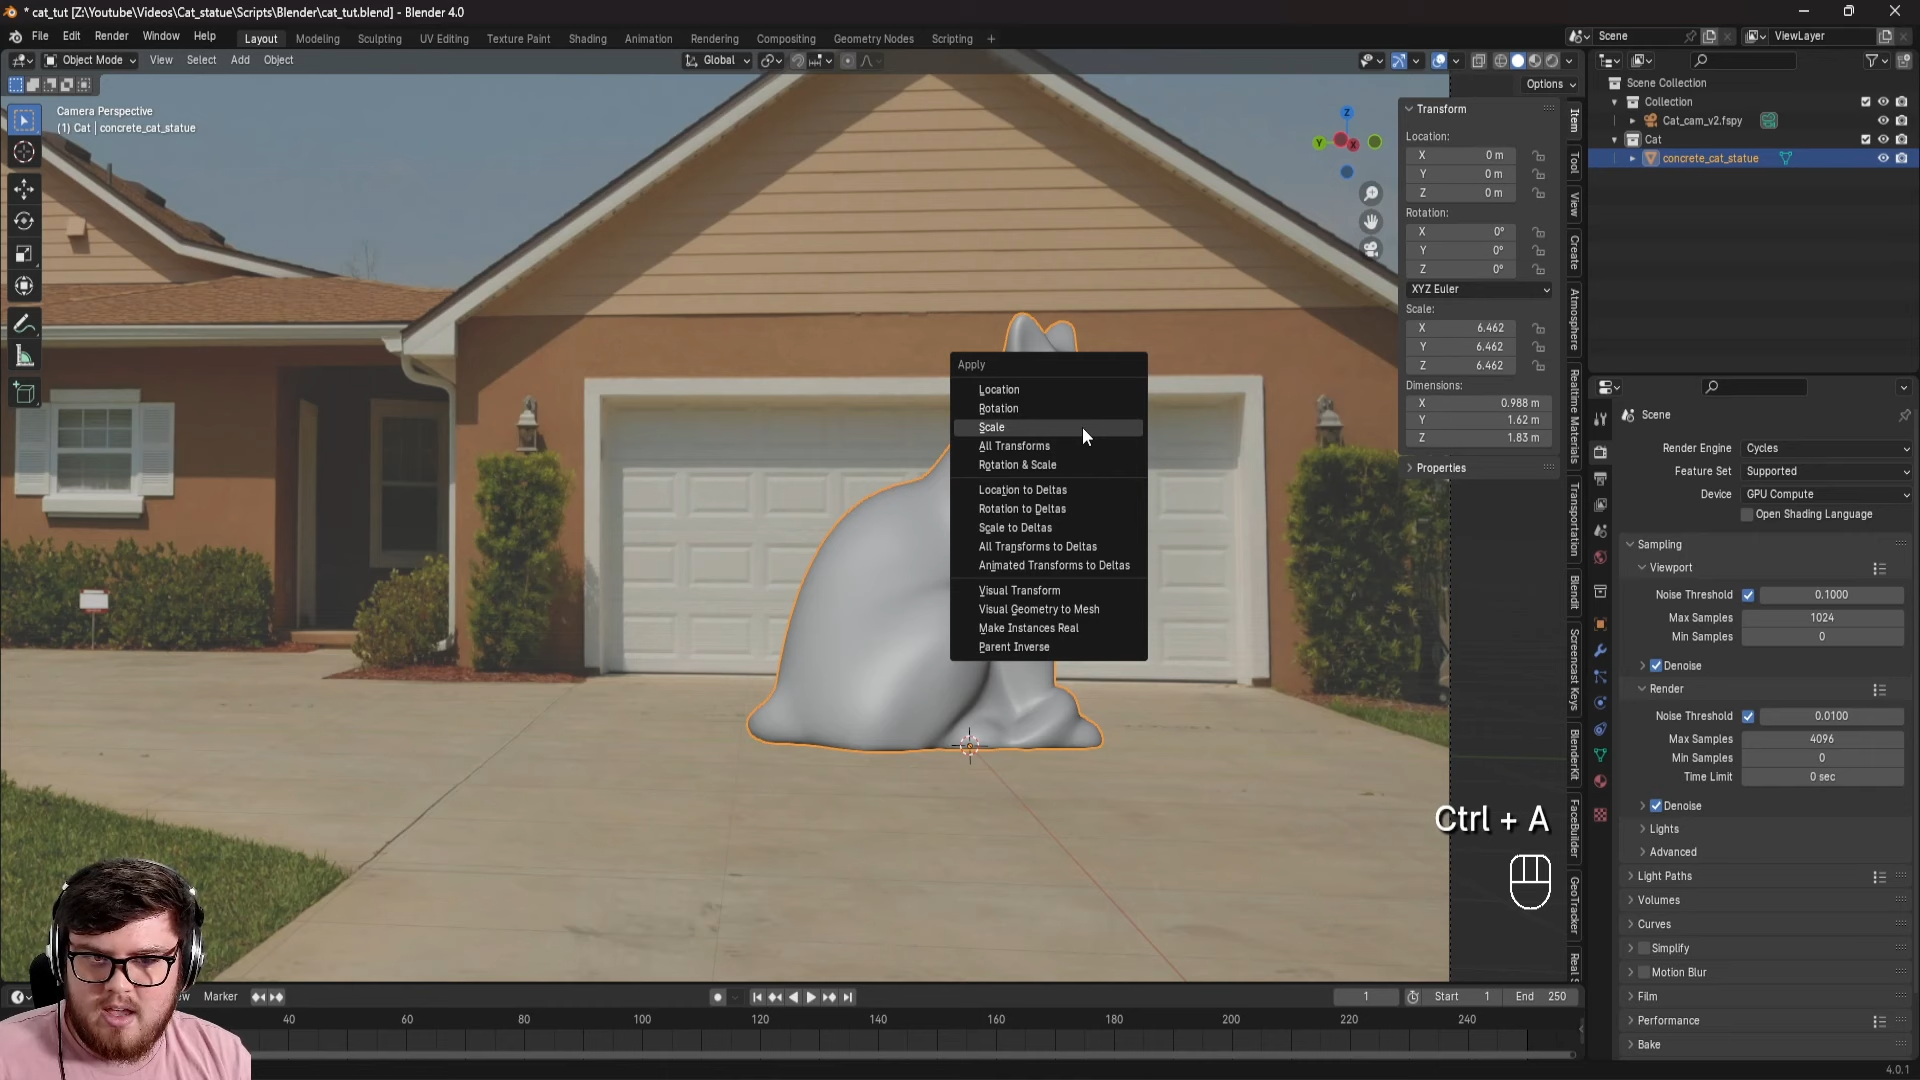 * cat_tut [Z:\Youtube\Videos\Cat_statue\Scripts\Blender\cat_tut.blend] - Blender 4.0
File Edit Render Window Help
Layout Modeling Sculpting UV Editing Texture Paint Shading Animation Rendering Compositing Geometry Nodes Scripting +
Scene
ViewLayer
Object Mode View Select Add Object
Global
Options
Camera Perspective
(1) Cat | concrete_cat_statue
Z
Y
X
Transform
Location:
X 0 m
Y 0 m
Z 0 m
Rotation:
X 0°
Y 0°
Z 0°
XYZ Euler
Scale:
X 6.462
Y 6.462
Z 6.462
Dimensions:
X 0.988 m
Y 1.62 m
Z 1.83 m
Properties
Item
Tool
View
Create
Atmosphere
Realtime Materials
Transportation
Blendit
Screencast Keys
BlenderKit
FaceBuilder
GeoTracker
Apply
Location
Rotation
Scale
All Transforms
Rotation & Scale
Location to Deltas
Rotation to Deltas
Scale to Deltas
All Transforms to Deltas
Animated Transforms to Deltas
Visual Transform
Visual Geometry to Mesh
Make Instances Real
Parent Inverse
Ctrl + A
Scene Collection
Collection
Cat_cam_v2.fspy
Cat
concrete_cat_statue
Scene
Render Engine Cycles
Feature Set Supported
Device GPU Compute
Open Shading Language
Sampling
Viewport
Noise Threshold 0.1000
Max Samples 1024
Min Samples 0
Denoise
Render
Noise Threshold 0.0100
Max Samples 4096
Min Samples 0
Time Limit 0 sec
Denoise
Lights
Advanced
Light Paths
Volumes
Curves
Simplify
Motion Blur
Film
Performance
Bake
Marker
1
Start 1
End 250
40 60 80 100 120 140 160 180 200 220 240
4.0.1